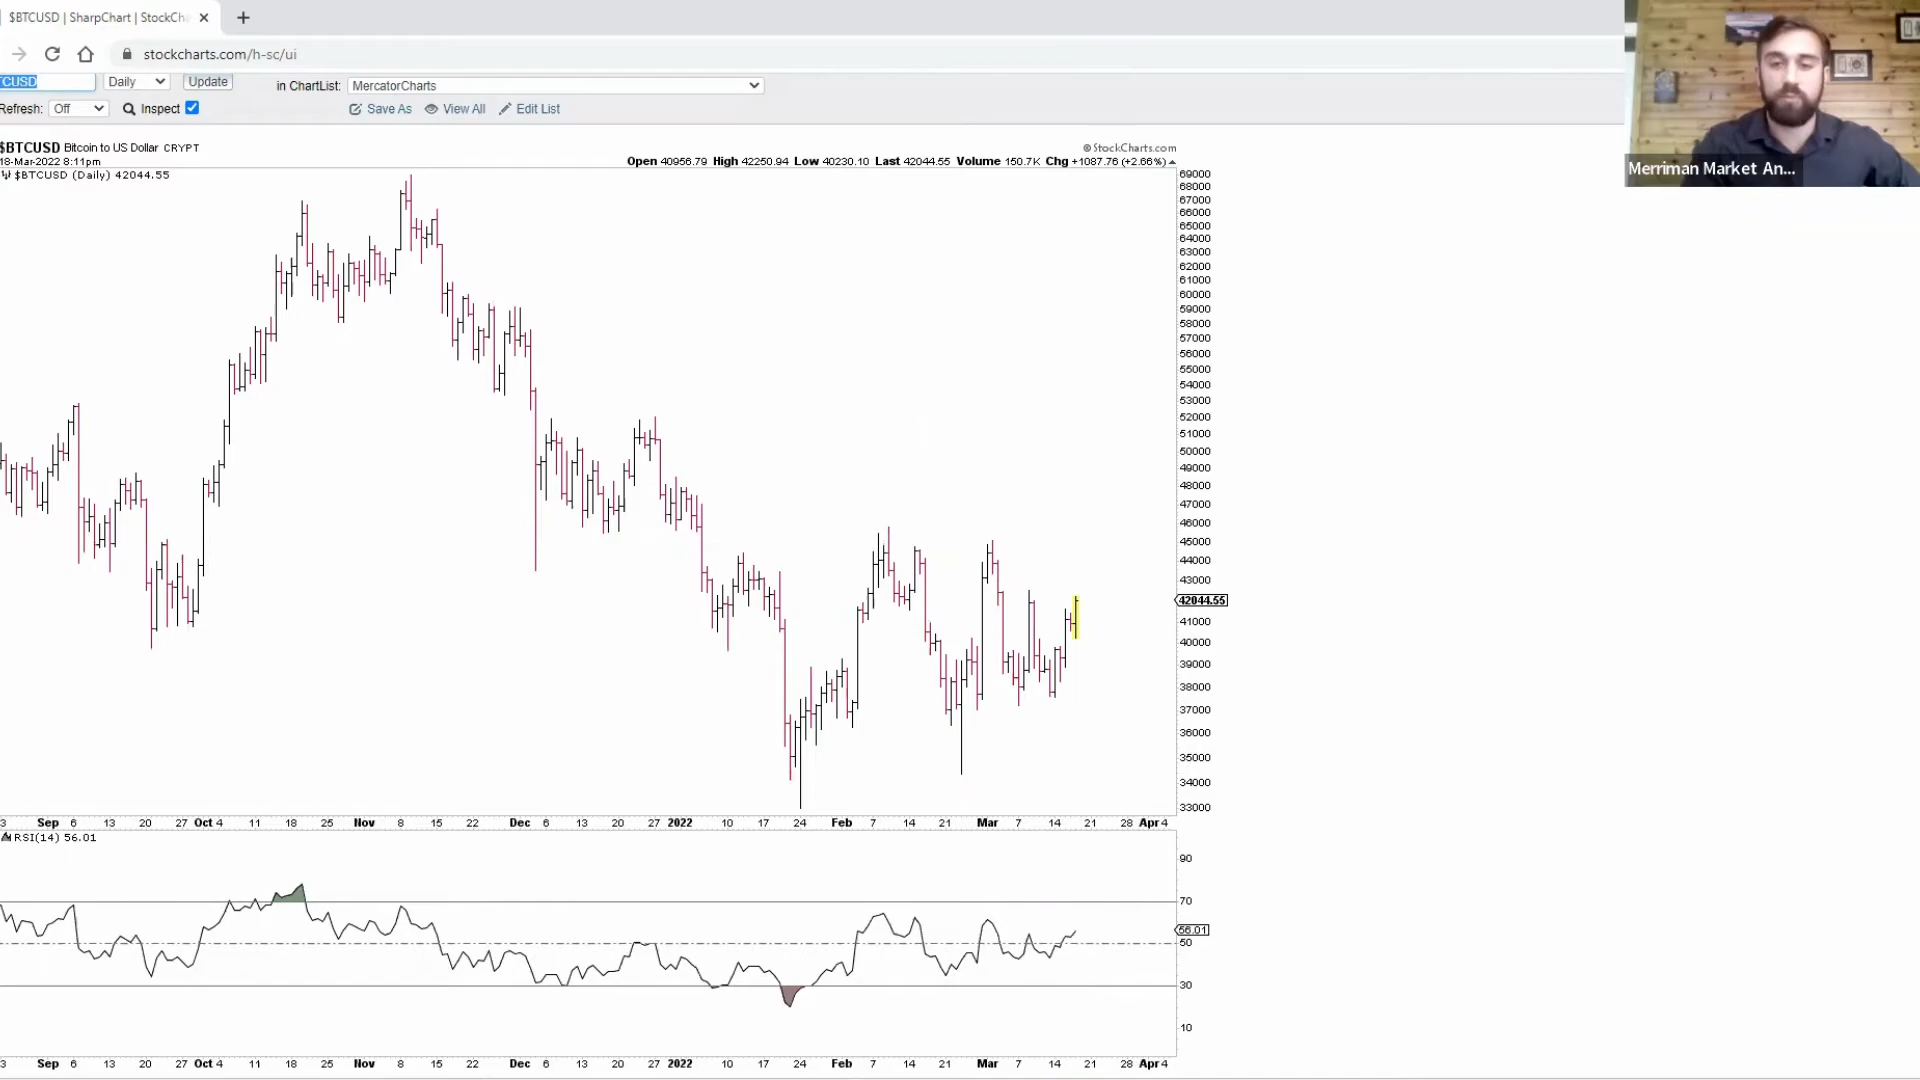 $BTCUSD | SharpChart | StockCha
stockcharts.com/h-sc/ui
TCUSD
Daily
Update
in ChartList:
MercatorCharts
Refresh:
Off
Inspect
Save As
View All
Edit List
$BTCUSD Bitcoin to US Dollar CRYPT
© StockCharts.com
18-Mar-2022 8:11pm
Open 40956.79 High 42250.94 Low 40230.10 Last 42044.55 Volume 150.7K Chg +1087.76 (+2.66%)
$BTCUSD (Daily) 42044.55
69000
68000
67000
66000
65000
64000
63000
62000
61000
60000
59000
58000
57000
56000
55000
54000
53000
52000
51000
50000
49000
48000
47000
46000
45000
44000
43000
42044.55
41000
40000
39000
38000
37000
36000
35000
34000
33000
3 Sep 6 13 20 27 Oct 4 11 18 25 Nov 8 15 22 Dec 6 13 20 27 2022 10 17 24 Feb 7 14 21 Mar 7 14 21 28 Apr 4
RSI(14) 56.01
90
70
56.01
50
30
10
3 Sep 6 13 20 27 Oct 4 11 18 25 Nov 8 15 22 Dec 6 13 20 27 2022 10 17 24 Feb 7 14 21 Mar 7 14 21 28 Apr 4
Merriman Market An...